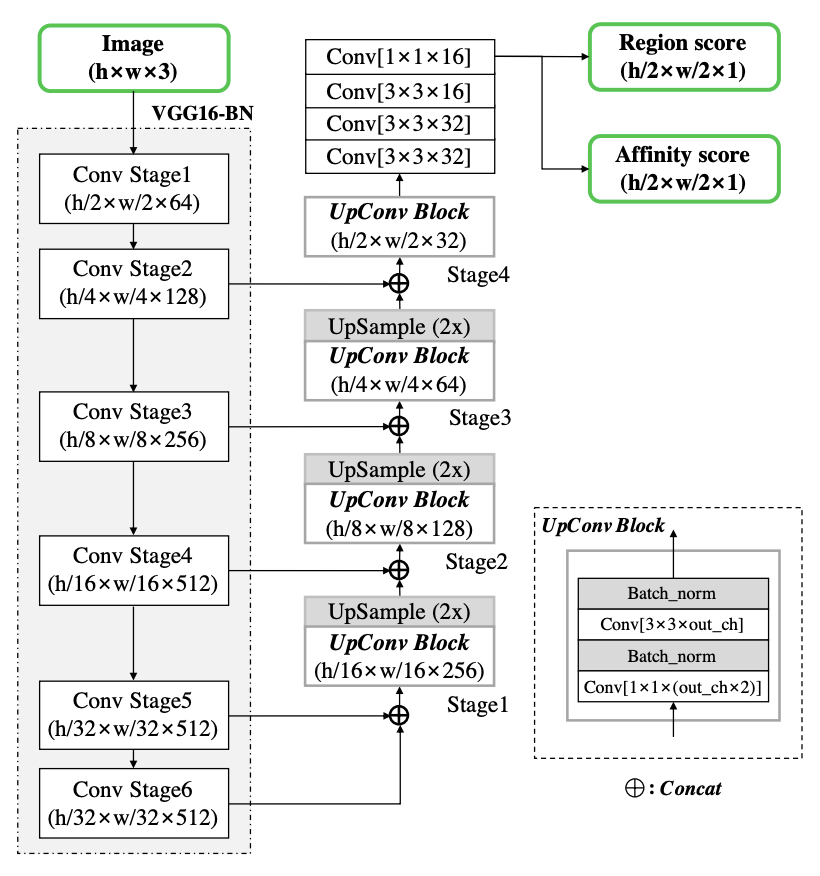 Image
(h×w×3)
VGG16-BN
Conv Stage1
(h/2×w/2×64)
Conv Stage2
(h/4×w/4×128)
Conv Stage3
(h/8×w/8×256)
Conv Stage4
(h/16×w/16×512)
Conv Stage5
(h/32×w/32×512)
Conv Stage6
(h/32×w/32×512)
Conv[1×1×16]
Conv[3×3×16]
Conv[3×3×32]
Conv[3×3×32]
UpConv Block
(h/2×w/2×32)
Stage4
UpSample (2x)
UpConv Block
(h/4×w/4×64)
Stage3
UpSample (2x)
UpConv Block
(h/8×w/8×128)
Stage2
UpSample (2x)
UpConv Block
(h/16×w/16×256)
Stage1
Region score
(h/2×w/2×1)
Affinity score
(h/2×w/2×1)
UpConv Block
Batch_norm
Conv[3×3×out_ch]
Batch_norm
Conv[1×1×(out_ch×2)]
⊕ : Concat